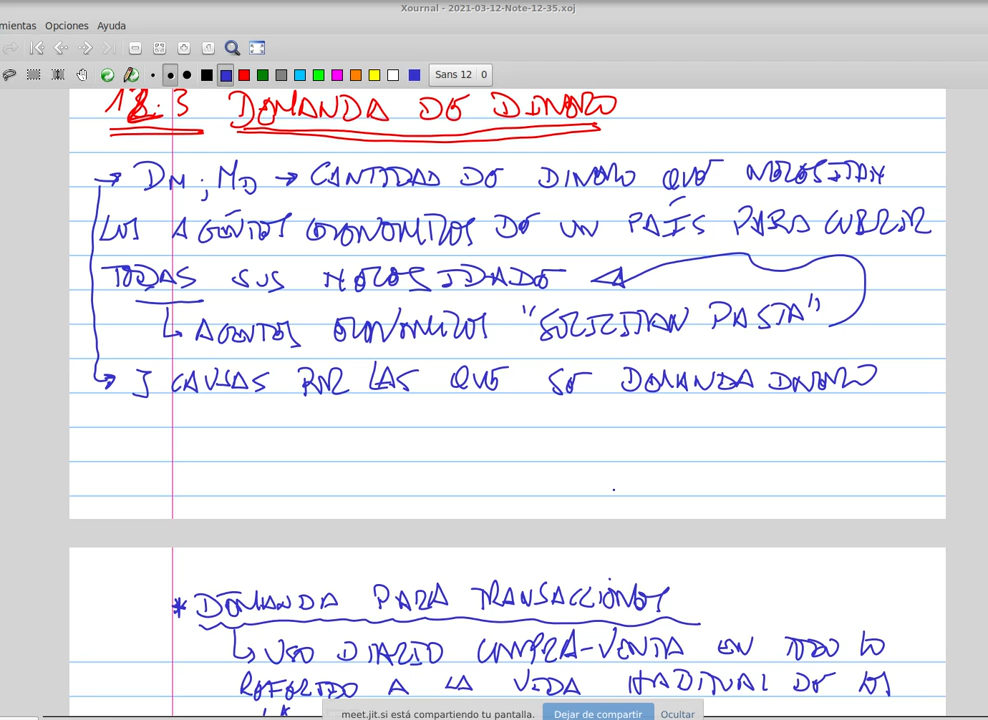 Xournal - 2021-03-12-Note-12-35.xoj
mientas Opciones Ayuda
Sans 12 0
12.3 DEMANDA DE DINERO
→ DM ; MD → CANTIDAD DE DINERO QUE NECESITAN
LOS AGENTES ECONOMICOS DE UN PAÍS PARA CUBRIR
TODAS SUS NECESIDADES
↳ AGENTES ECONOMICOS "SOLICITAN PASTA"
→ 3 CAUSAS POR LAS QUE SE DEMANDA DINERO
* DEMANDA PARA TRANSACCIONES
↳ USO DIARIO COMPRA-VENTA EN TODO LO
REFERIDO A LA VIDA HABITUAL DE LOS
meet.jit.si está compartiendo tu pantalla. Dejar de compartir Ocultar